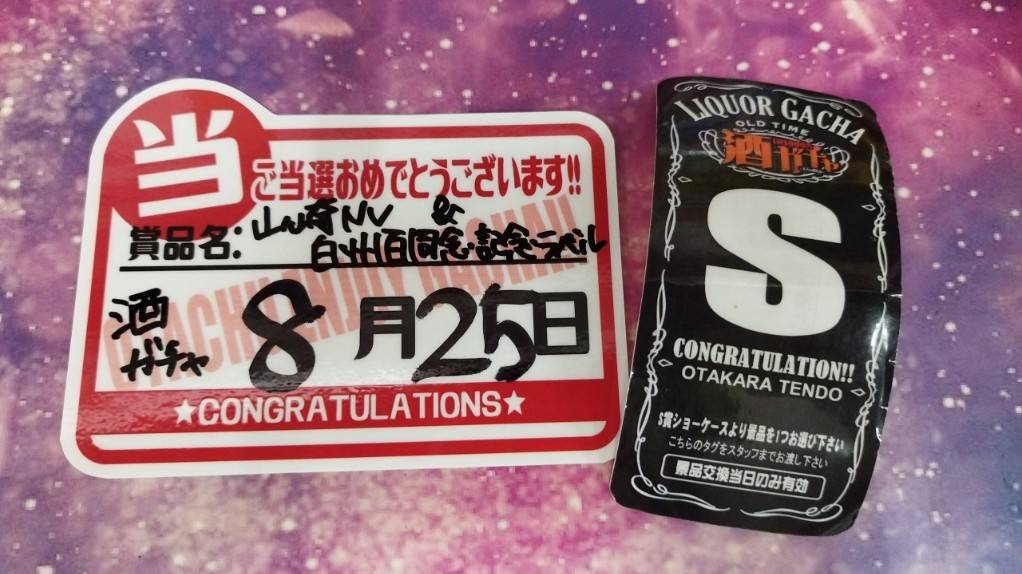 当
ご当選おめでとうございます!!
賞品名: 山崎NV &
白州百周年記念ラベル
酒
ガチャ
8月25日
★CONGRATULATIONS★
LIQUOR GACHA
OLD TIME
酒ガチャ
S
CONGRATULATION!!
OTAKARA TENDO
S賞ショーケースより景品を1つお選び下さい
こちらのタグをスタッフまでお渡し下さい
景品交換当日のみ有効